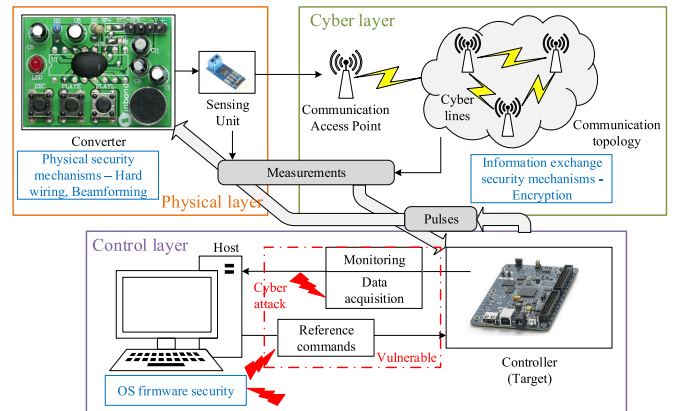 Physical layer
Converter
Sensing
Unit
Physical security
mechanisms – Hard
wiring, Beamforming
Cyber layer
Communication
Access Point
Cyber
lines
Communication
topology
Information exchange
security mechanisms -
Encryption
Measurements
Pulses
Control layer
Host
Monitoring
Data
acquisition
Cyber
attack
Reference
commands
Vulnerable
OS firmware security
Controller
(Target)